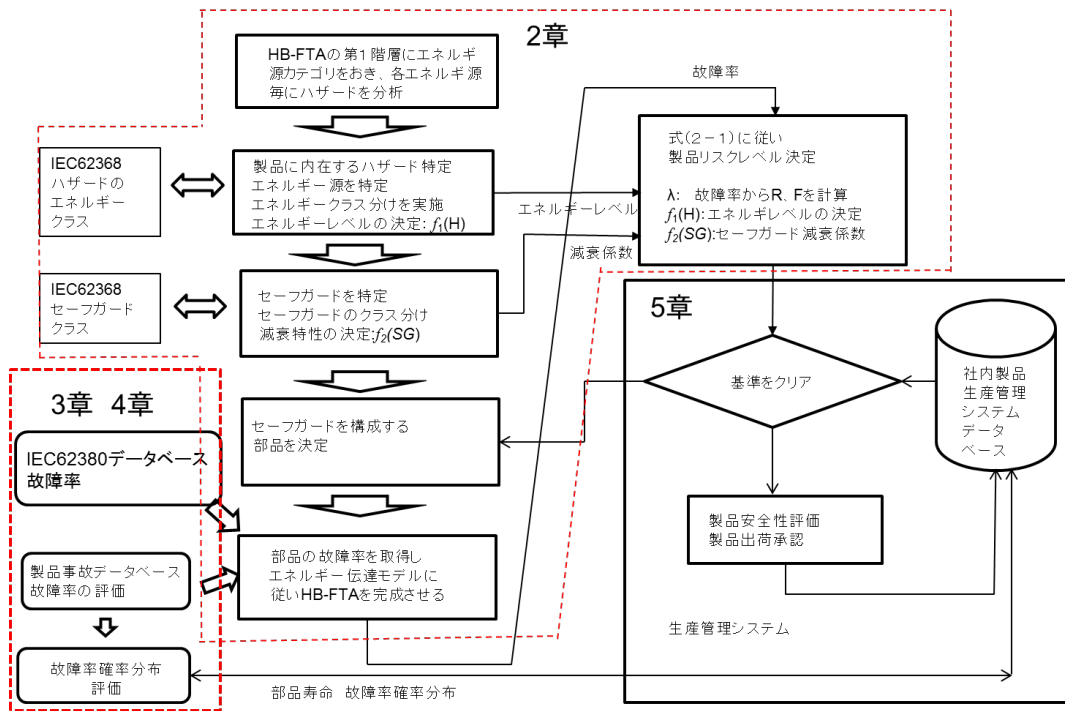 2章
HB-FTAの第1階層にエネルギ
源カテゴリをおき、各エネルギ源
毎にハザードを分析
故障率
IEC62368
ハザードの
エネルギー
クラス
製品に内在するハザード特定
エネルギー源を特定
エネルギークラス分けを実施
エネルギーレベルの決定: f₁(H)
エネルギーレベル
式(2-1)に従い
製品リスクレベル決定
λ: 故障率からR、Fを計算
f₁(H):エネルギレベルの決定
f₂(SG):セーフガード減衰係数
減衰係数
IEC62368
セーフガード
クラス
セーフガードを特定
セーフガードのクラス分け
減衰特性の決定:f₂(SG)
5章
基準をクリア
社内製品
生産管理
システム
データ
ベース
3章 4章
セーフガードを構成する
部品を決定
IEC62380データベース
故障率
製品安全性評価
製品出荷承認
製品事故データベース
故障率の評価
部品の故障率を取得し
エネルギー伝達モデルに
従いHB-FTAを完成させる
生産管理システム
故障率確率分布
評価
部品寿命 故障率確率分布